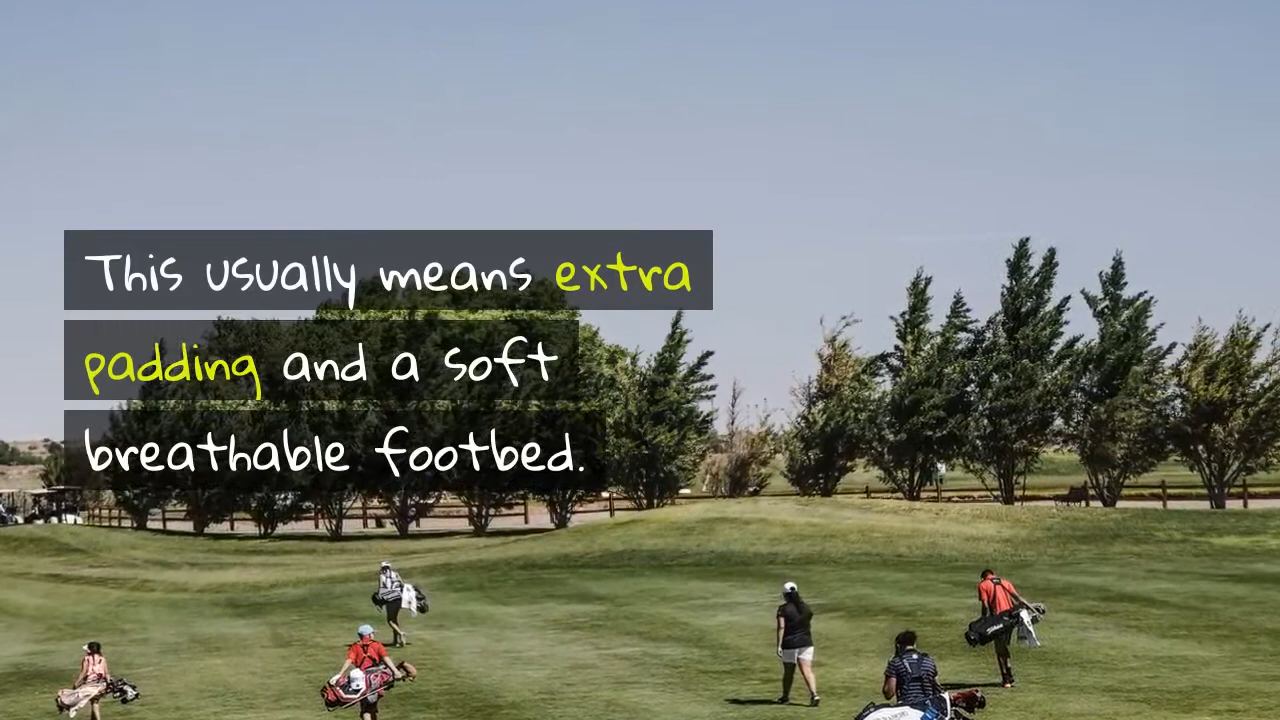 This usually means extra
padding and a soft
breathable footbed.